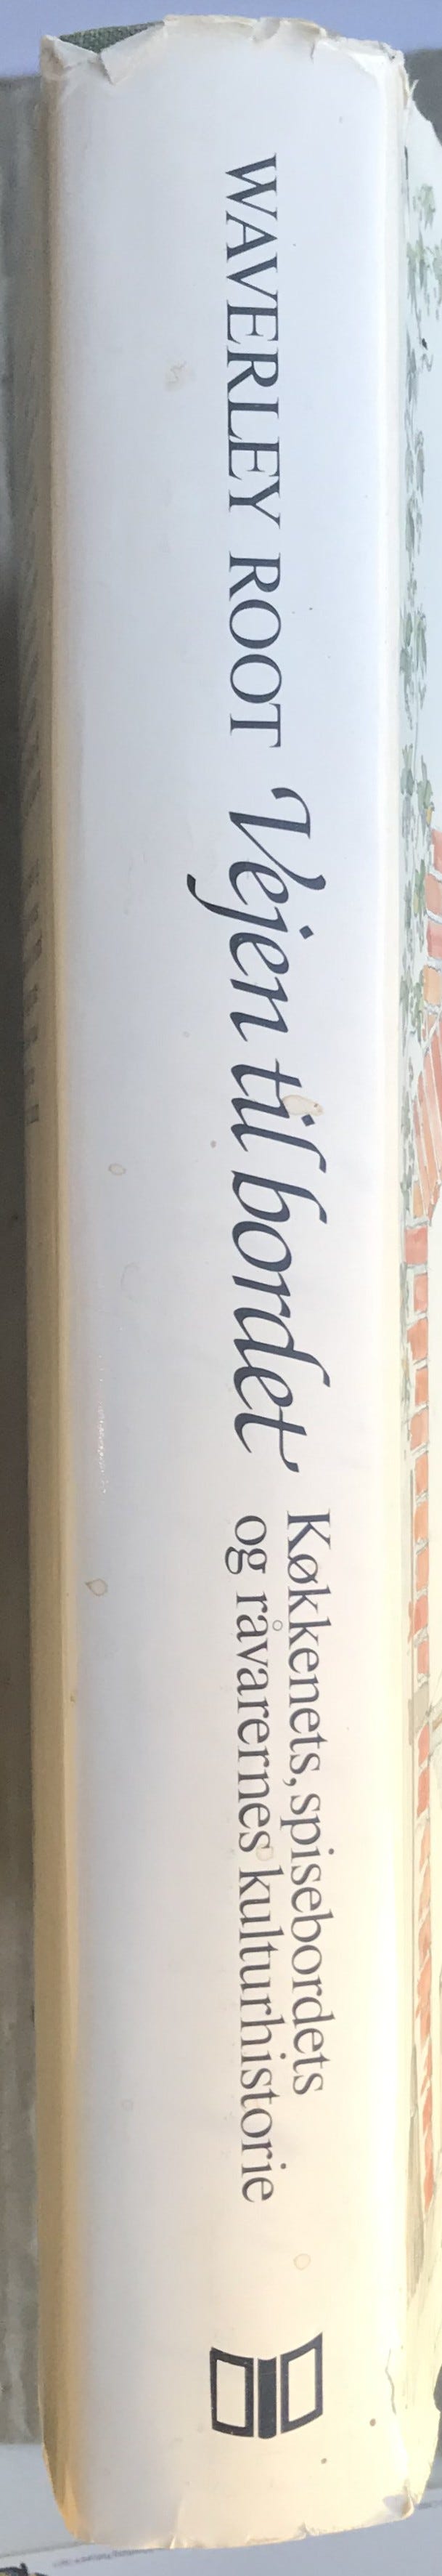 WAVERLEY ROOT
Vejen til bordet
Køkkenets, spisebordets
og råvarernes kulturhistorie